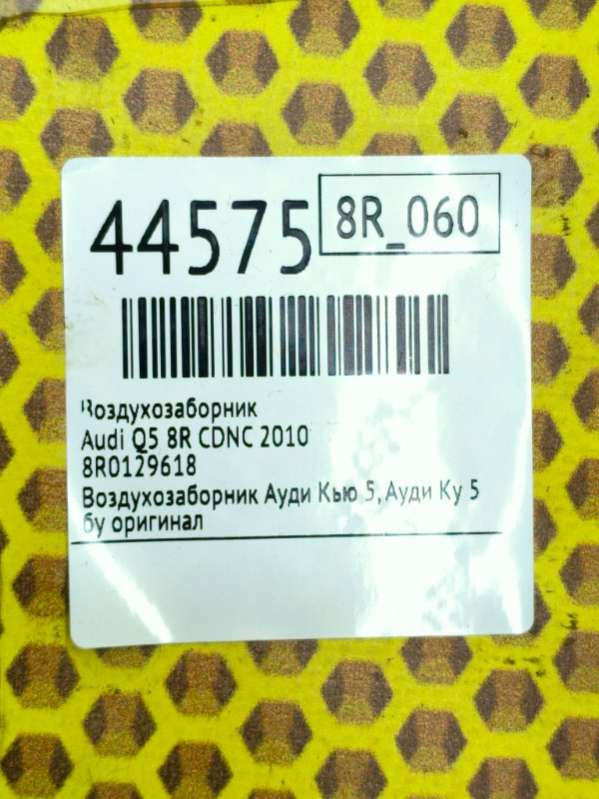 44575
8R_060
Воздухозаборник
Audi Q5 8R CDNC 2010
8R0129618
Воздухозаборник Ауди Кью 5, Ауди Ку 5
бу оригинал